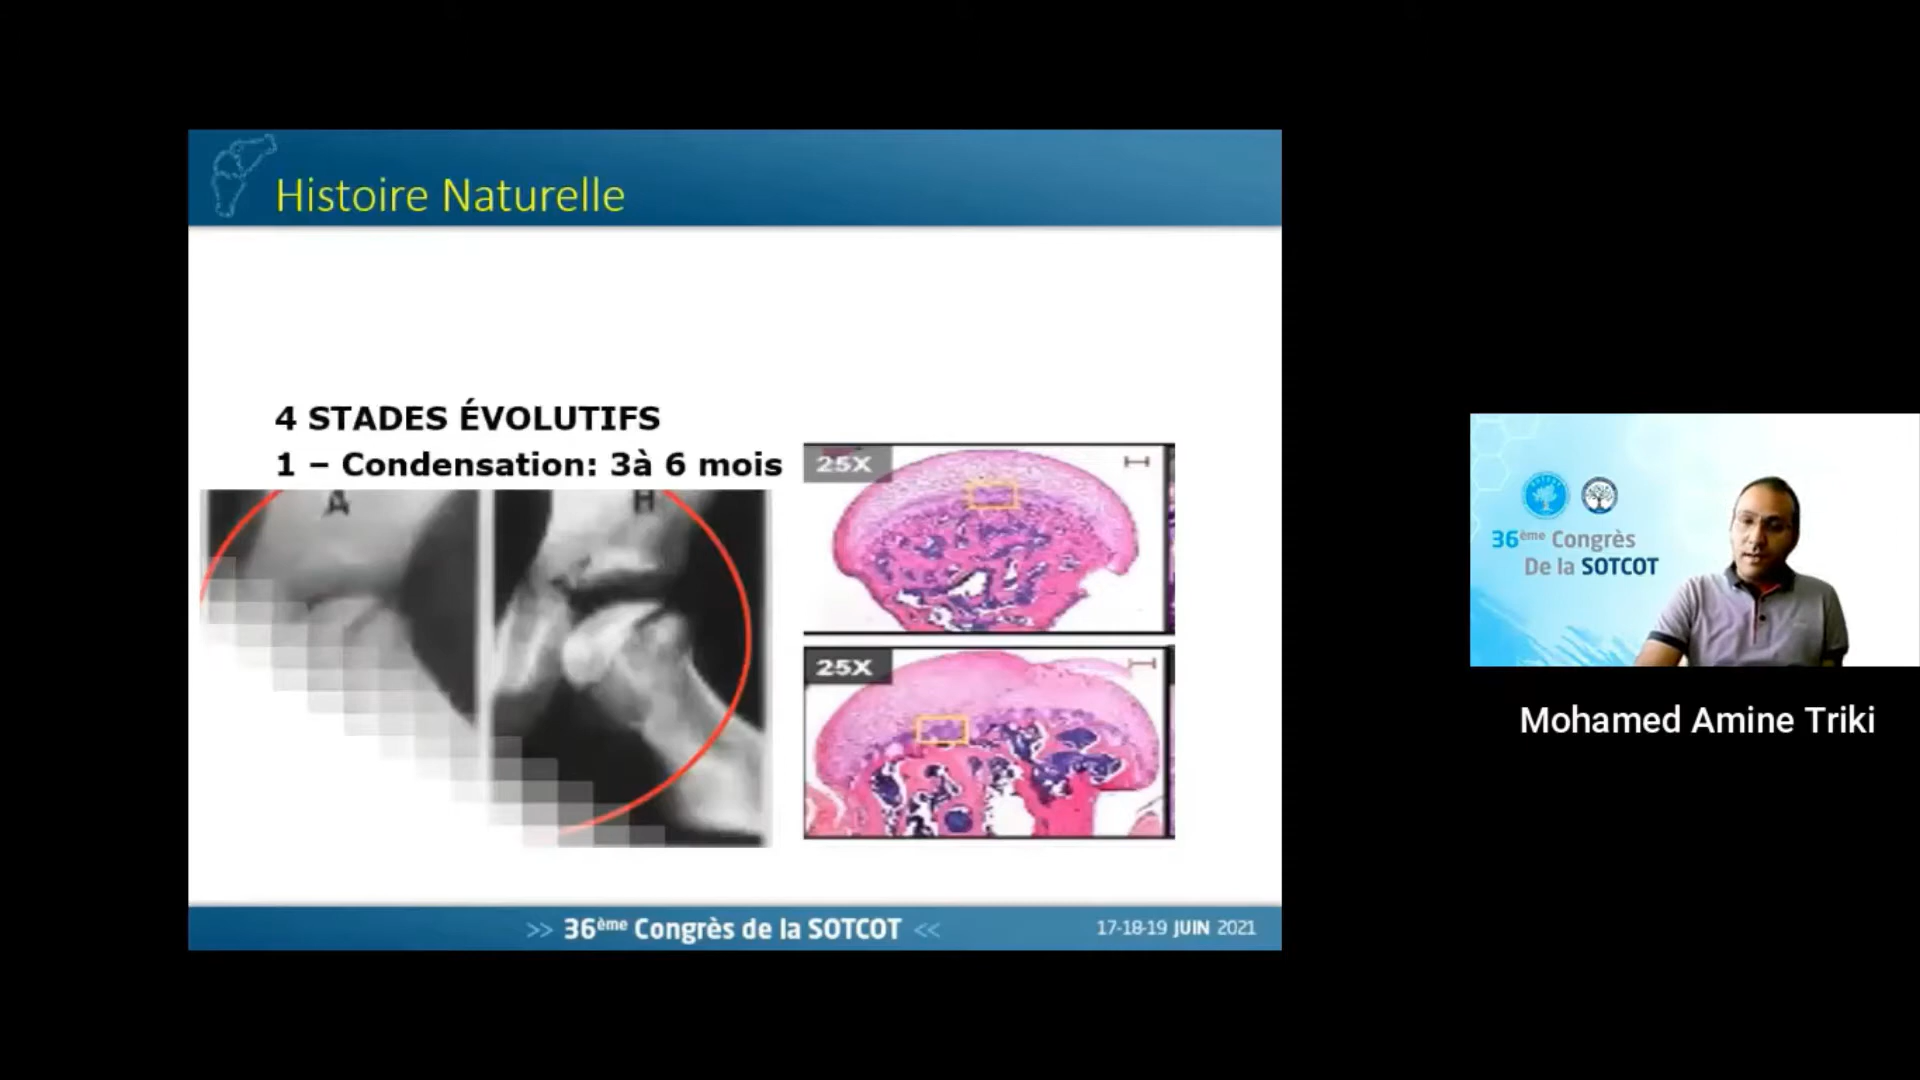 Histoire Naturelle
4 STADES ÉVOLUTIFS
1 – Condensation: 3à 6 mois
A
H
25X
25X
>> 36ème Congrès de la SOTCOT <<
17-18-19 JUIN 2021
36ème Congrès
De la SOTCOT
Mohamed Amine Triki